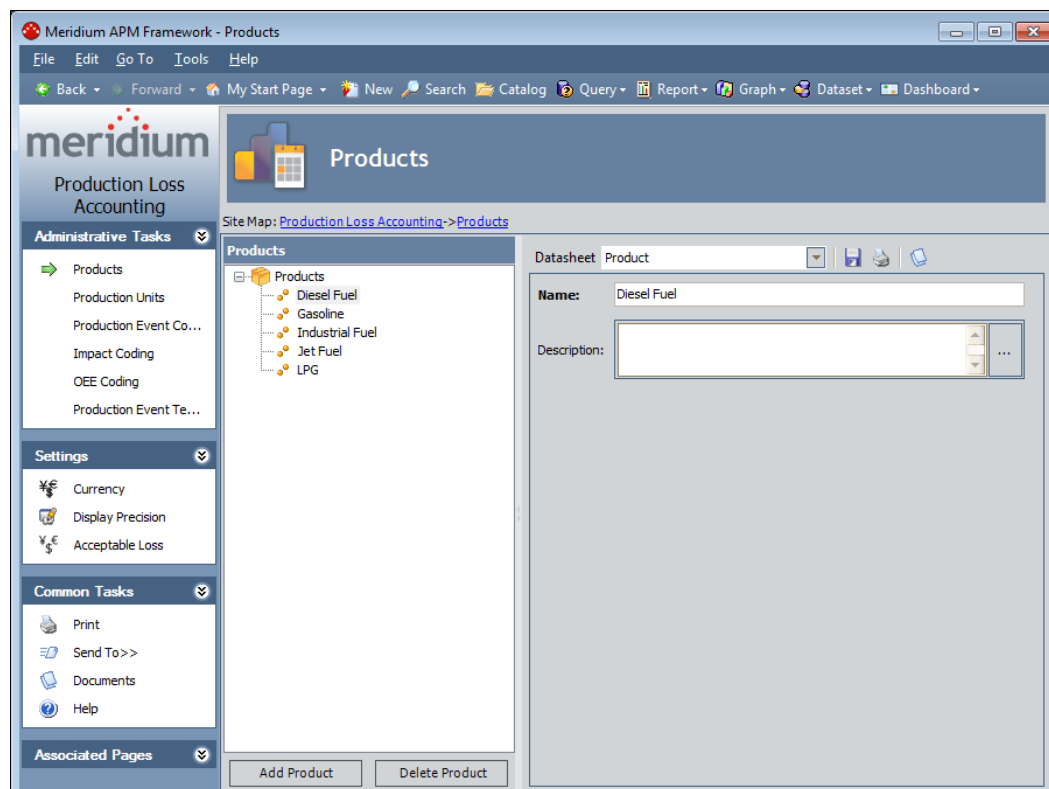 Meridium APM Framework - Products
File Edit Go To Tools Help
Back Forward My Start Page New Search Catalog Query Report Graph Dataset Dashboard
meridium
Production Loss
Accounting
Products
Site Map: Production Loss Accounting->Products
Administrative Tasks
Products
Production Units
Production Event Co...
Impact Coding
OEE Coding
Production Event Te...
Settings
Currency
Display Precision
Acceptable Loss
Common Tasks
Print
Send To>>
Documents
Help
Associated Pages
Products
Products
Diesel Fuel
Gasoline
Industrial Fuel
Jet Fuel
LPG
Add Product Delete Product
Datasheet Product
Name: Diesel Fuel
Description: ...